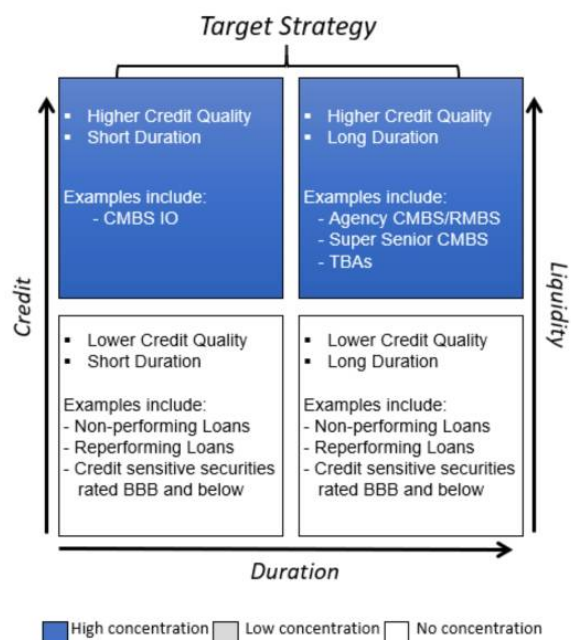 Target Strategy
▪ Higher Credit Quality
▪ Short Duration
Examples include:
- CMBS IO
▪ Higher Credit Quality
▪ Long Duration
Examples include:
- Agency CMBS/RMBS
- Super Senior CMBS
- TBAs
Credit
Liquidity
▪ Lower Credit Quality
▪ Short Duration
Examples include:
- Non-performing Loans
- Reperforming Loans
- Credit sensitive securities
rated BBB and below
▪ Lower Credit Quality
▪ Long Duration
Examples include:
- Non-performing Loans
- Reperforming Loans
- Credit sensitive securities
rated BBB and below
Duration
High concentration
Low concentration
No concentration